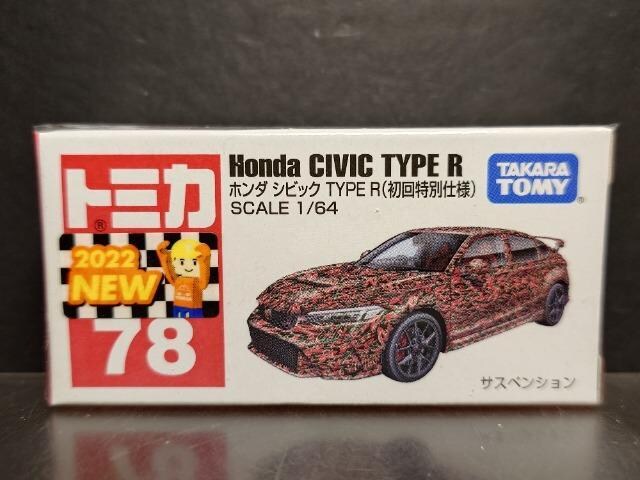 トミカ
®
2022
NEW
78
Honda CIVIC TYPE R
ホンダ シビック TYPE R(初回特別仕様)
SCALE 1/64
TAKARA
TOMY
®
サスペンション